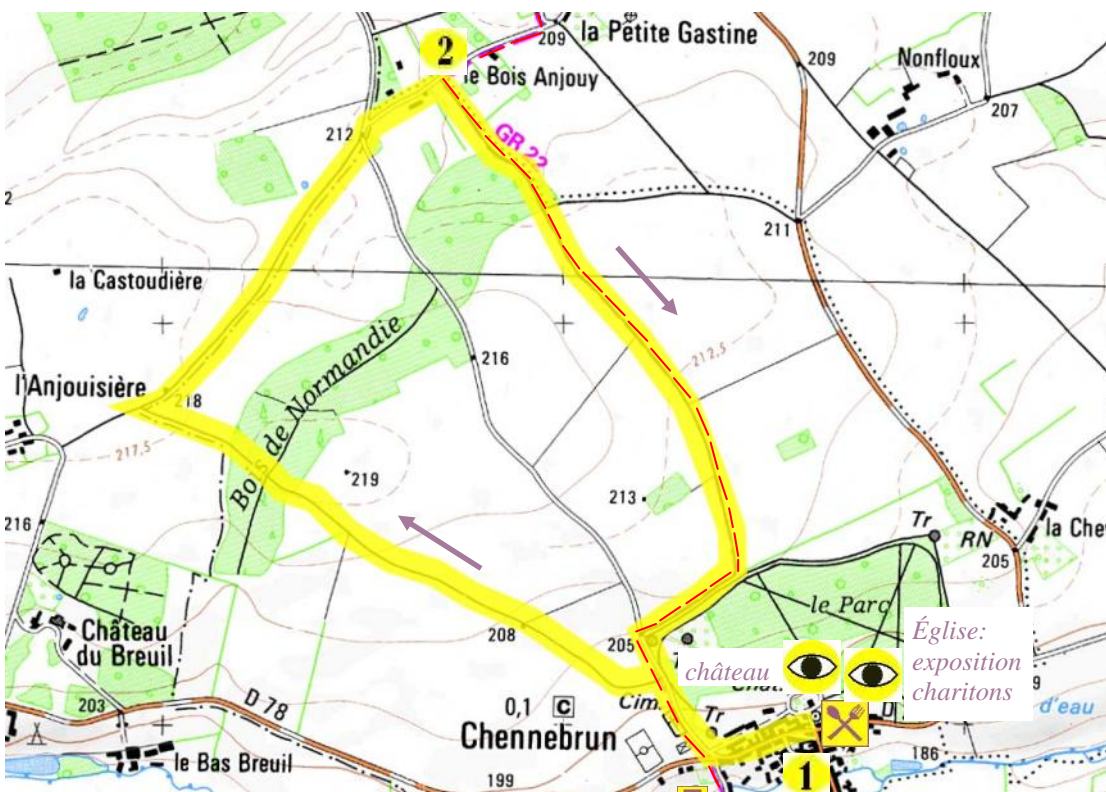 2
209
la Petite Gastine
le Bois Anjouy
Nonfloux
209
207
212
GR 22
211
la Castoudière
Bois de Normandie
216
212,5
l'Anjouisière
218
217,5
219
213
216
Tr
RN
la Che
205
le Parc
208
205
Château
du Breuil
château
Église:
exposition
charitons
203
D 78
0,1
C
Cim.
Tr
Chennebrun
d'eau
le Bas Breuil
199
186
1